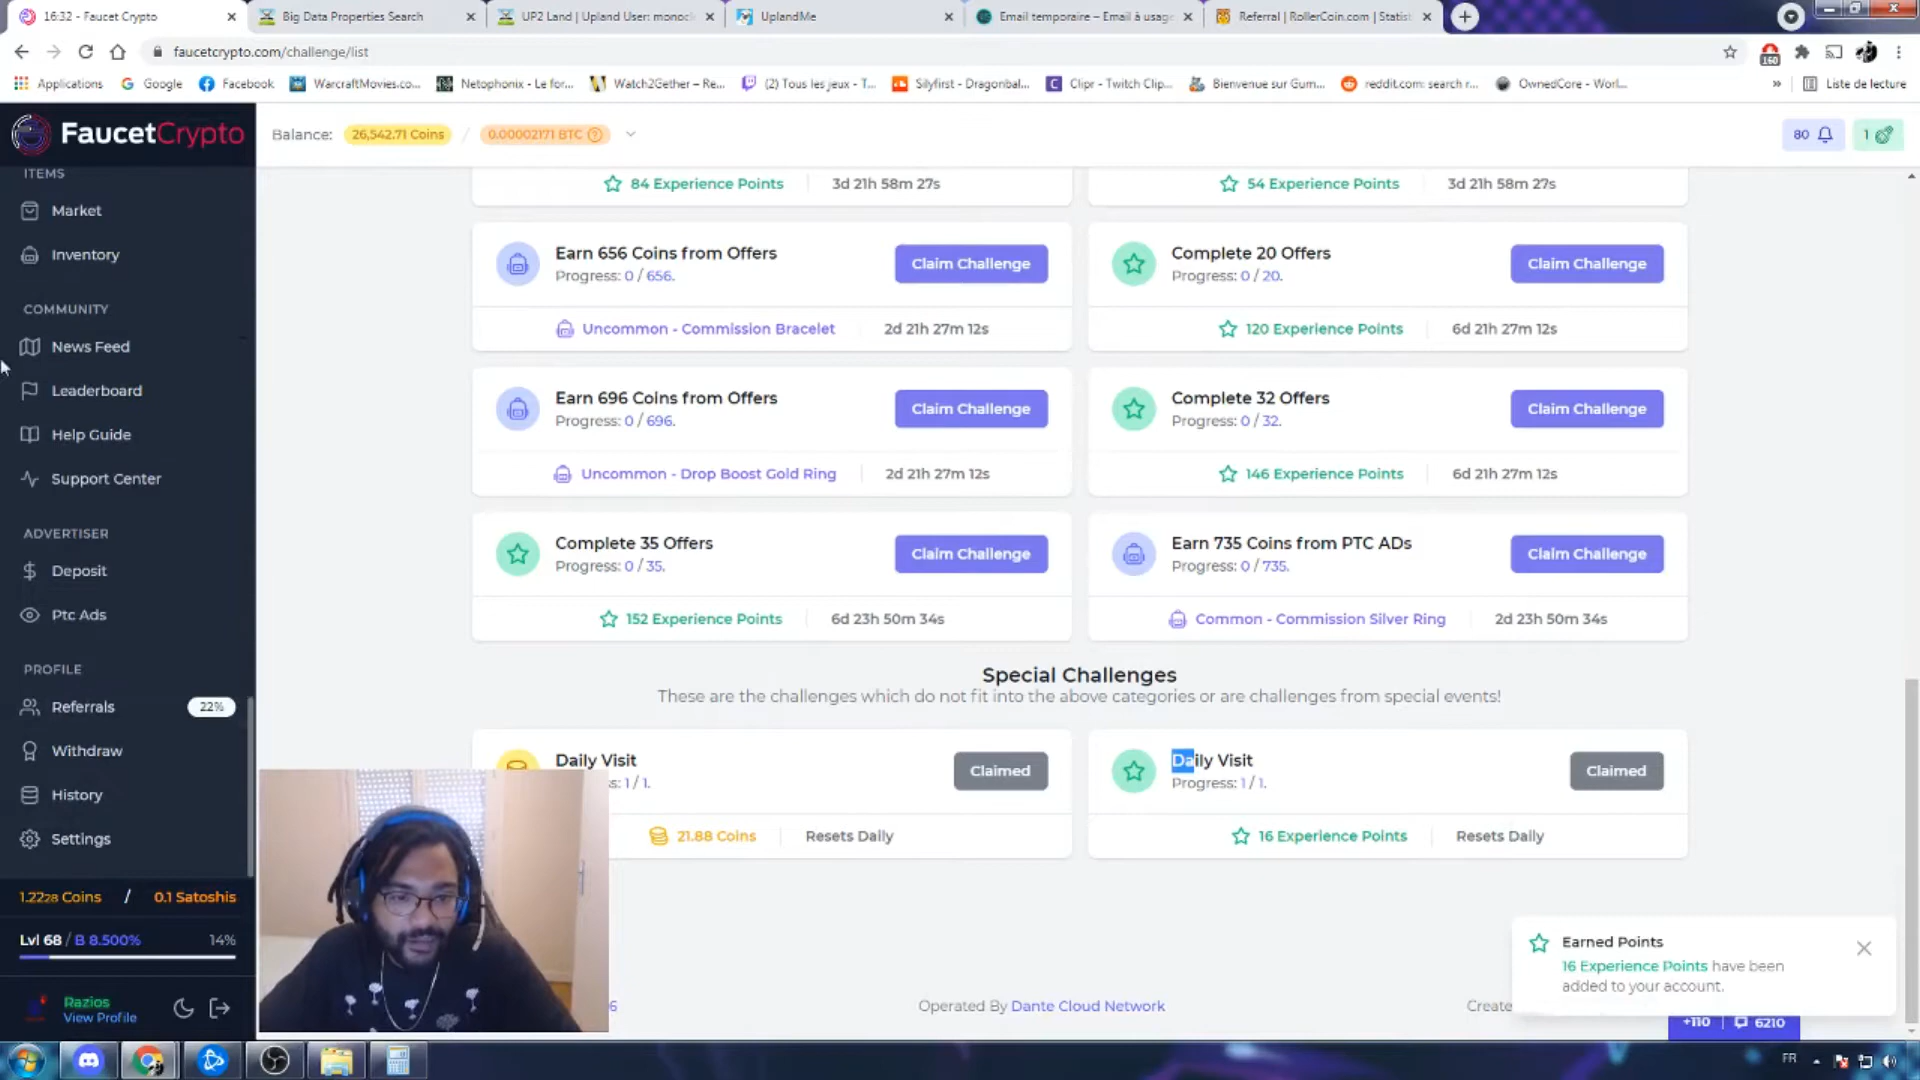 16:32 - Faucet Crypto
Big Data Properties Search
UP2 Land | Upland User: monoc
UplandMe
Email temporaire – Email à usage
Referral | RollerCoin.com | Statist
faucetcrypto.com/challenge/list
160
Applications
Google
Facebook
WarcraftMovies.co...
Netophonix - Le for...
Watch2Gether – Re...
(2) Tous les jeux - T...
Silyfirst - Dragonbal...
Clipr - Twitch Clip...
Bienvenue sur Gum...
reddit.com: search r...
OwnedCore - Worl...
»
Liste de lecture
FaucetCrypto
Balance:
26,542.71 Coins
/
0.00002171 BTC
80
1
ITEMS
Market
Inventory
COMMUNITY
News Feed
Leaderboard
Help Guide
Support Center
ADVERTISER
Deposit
Ptc Ads
PROFILE
Referrals
22%
Withdraw
History
Settings
1.2228 Coins / 0.1 Satoshis
Lvl 68 / B 8.500%
14%
Razios
View Profile
84 Experience Points
3d 21h 58m 27s
54 Experience Points
3d 21h 58m 27s
Earn 656 Coins from Offers
Progress: 0 / 656.
Claim Challenge
Uncommon - Commission Bracelet
2d 21h 27m 12s
Complete 20 Offers
Progress: 0 / 20.
Claim Challenge
120 Experience Points
6d 21h 27m 12s
Earn 696 Coins from Offers
Progress: 0 / 696.
Claim Challenge
Uncommon - Drop Boost Gold Ring
2d 21h 27m 12s
Complete 32 Offers
Progress: 0 / 32.
Claim Challenge
146 Experience Points
6d 21h 27m 12s
Complete 35 Offers
Progress: 0 / 35.
Claim Challenge
152 Experience Points
6d 23h 50m 34s
Earn 735 Coins from PTC ADs
Progress: 0 / 735.
Claim Challenge
Common - Commission Silver Ring
2d 23h 50m 34s
Special Challenges
These are the challenges which do not fit into the above categories or are challenges from special events!
Daily Visit
ss: 1 / 1.
Claimed
21.88 Coins
Resets Daily
Daily Visit
Progress: 1 / 1.
Claimed
16 Experience Points
Resets Daily
Earned Points
16 Experience Points have been
added to your account.
6
Operated By Dante Cloud Network
Create
+110
6210
FR